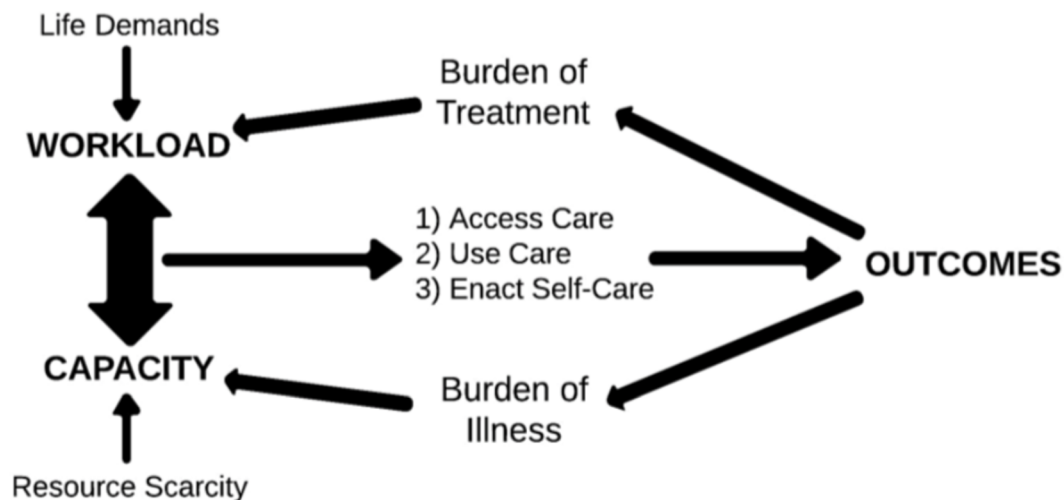 Life Demands
WORKLOAD
Burden of
Treatment
1) Access Care
2) Use Care
3) Enact Self-Care
OUTCOMES
CAPACITY
Burden of
Illness
Resource Scarcity